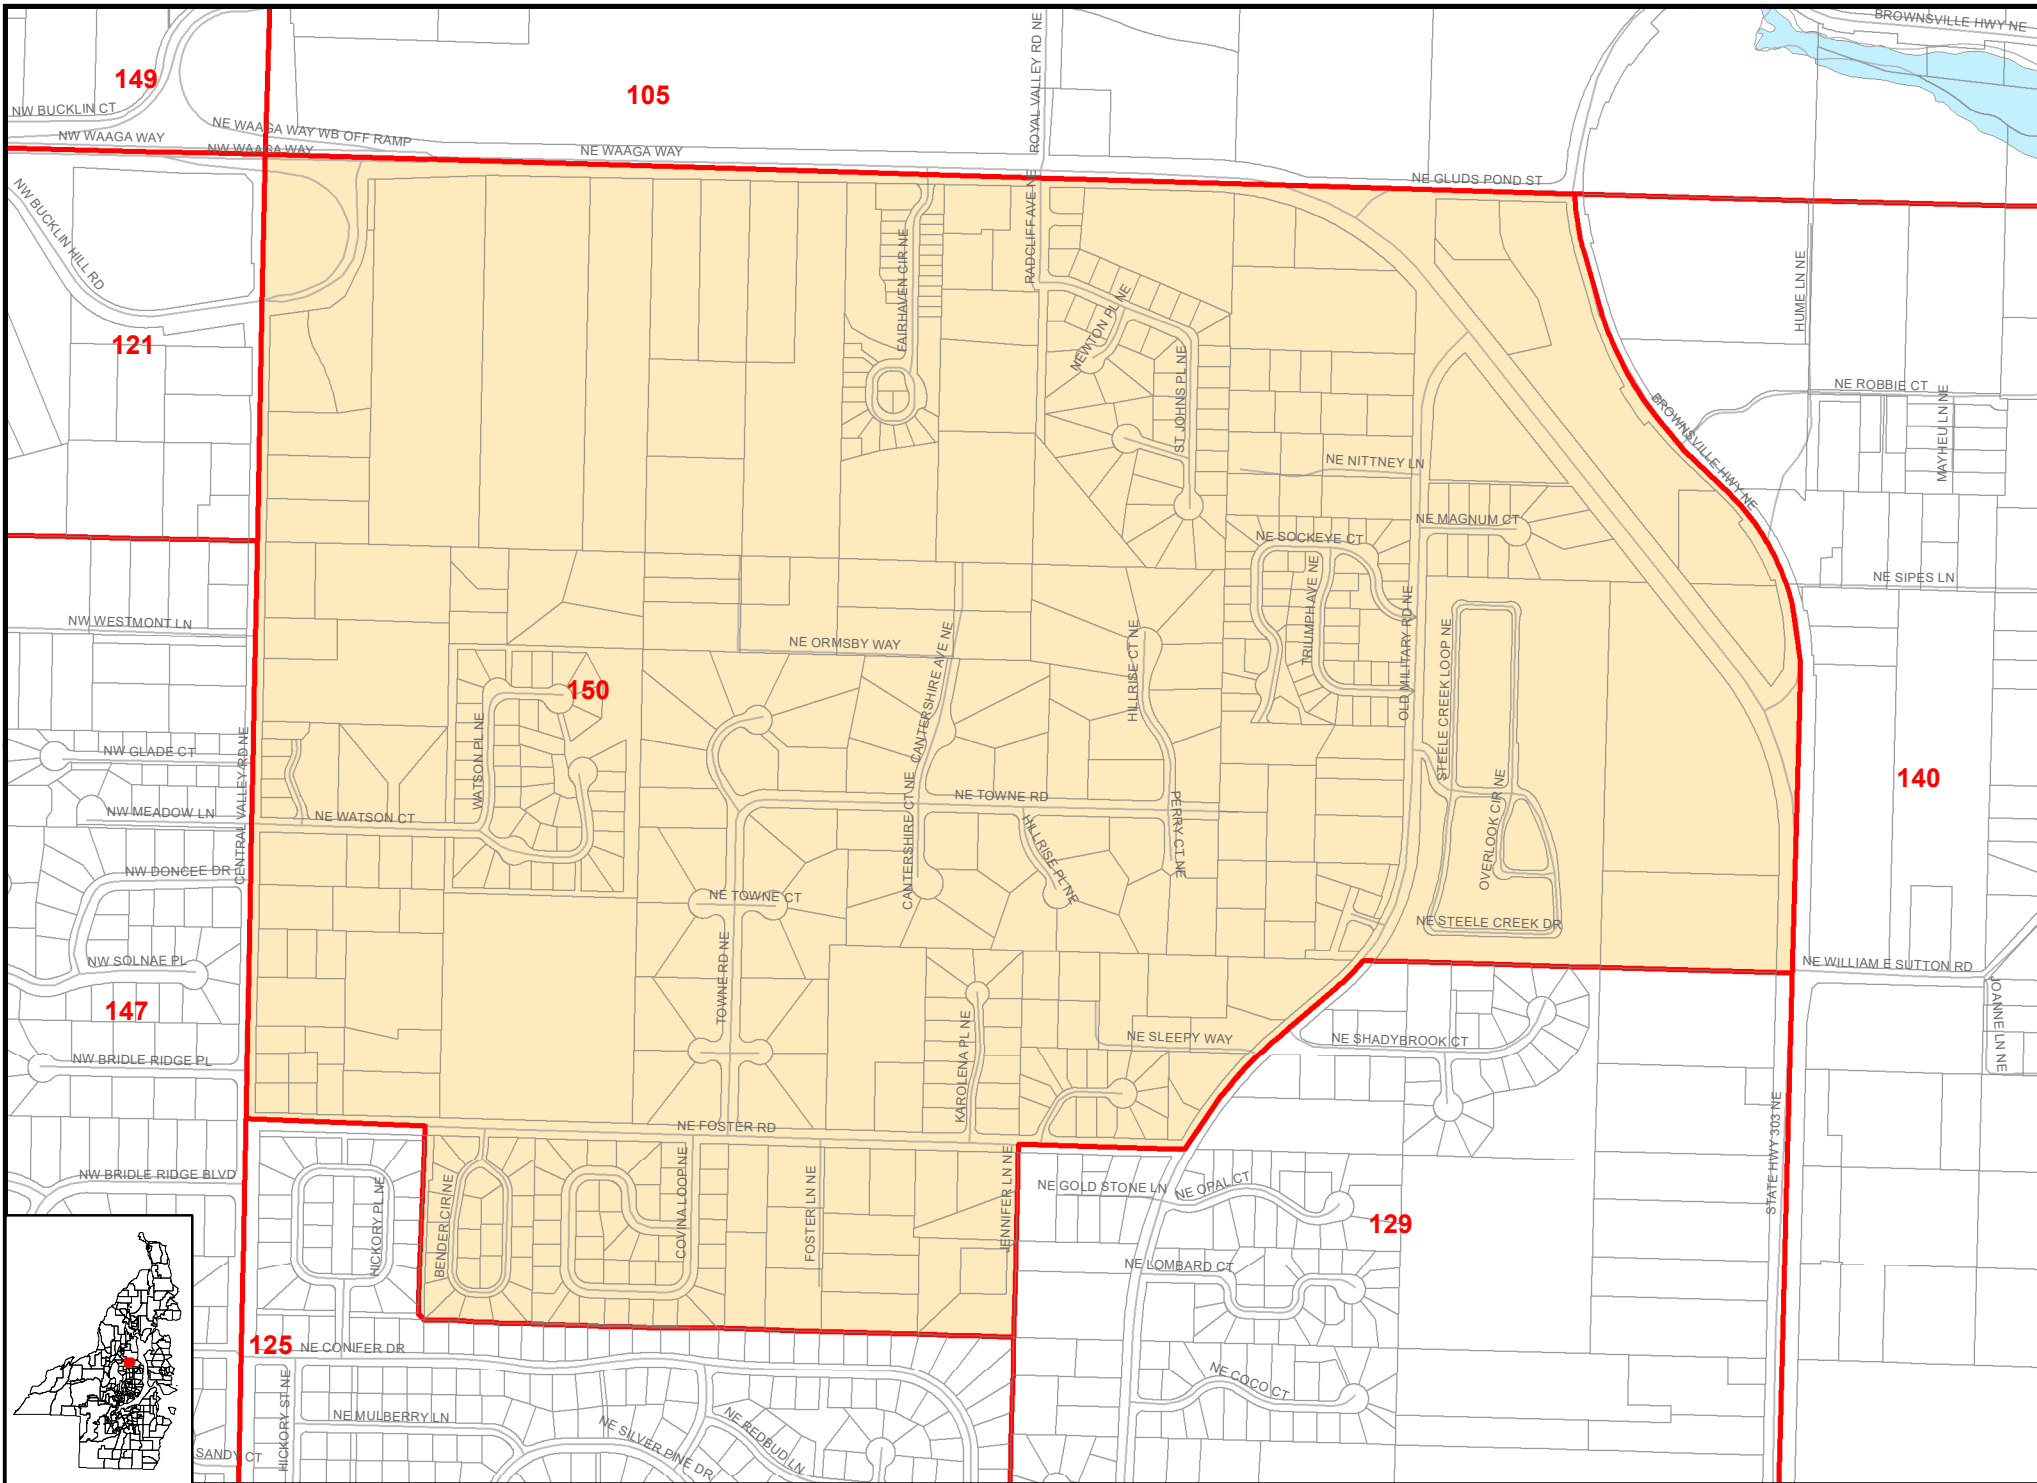 BROWNSVILLE HWY NE
149
105
ROYAL VALLEY RD NE
NW BUCKLIN CT
NE WAAGA WAY WB OFF RAMP
NW WAAGA WAY
NW WAAGA WAY
NE WAAGA WAY
NE GLUDS POND ST
NW BUCKLIN HILL RD
RADCLIFF AVE NE
FAIRHAVEN CIR NE
HUME LN NE
NEWTON PL NE
121
ST JOHNS PL NE
NE ROBBIE CT
BROWNSVILLE HWY NE
MAYHEU LN NE
NE NITTNEY LN
NE MAGNUM CT
NE SOCKEYE CT
NE SIPES LN
TRIUMPH AVE NE
OLD MILITARY RD NE
NW WESTMONT LN
NE ORMSBY WAY
CANTERSHIRE AVE NE
HILLRISE CT NE
STEELE CREEK LOOP NE
150
WATSON PL NE
NW GLADE CT
CENTRAL VALLEY RD NE
140
NE TOWNE RD
OVERLOOK CIR NE
NW MEADOW LN
NE WATSON CT
CANTERSHIRE CT NE
HILLRISE PL NE
PERRY CT NE
NW DONCEE DR
NE TOWNE CT
NE STEELE CREEK DR
NW SOLNAE PL
TOWNE RD NE
NE WILLIAM E SUTTON RD
147
KAROLENA PL NE
NE SLEEPY WAY
NE SHADYBROOK CT
JOANNE LN NE
NW BRIDLE RIDGE PL
NE FOSTER RD
STATE HWY 303 NE
NW BRIDLE RIDGE BLVD
HICKORY PL NE
BENDER CIR NE
COVINA LOOP NE
FOSTER LN NE
JENNIFER LN NE
NE GOLD STONE LN
NE OPAL CT
129
NE LOMBARD CT
125
NE CONIFER DR
NE COCO CT
HICKORY ST NE
NE MULBERRY LN
NE SILVER PINE DR
NE REDBUD LN
SANDY CT